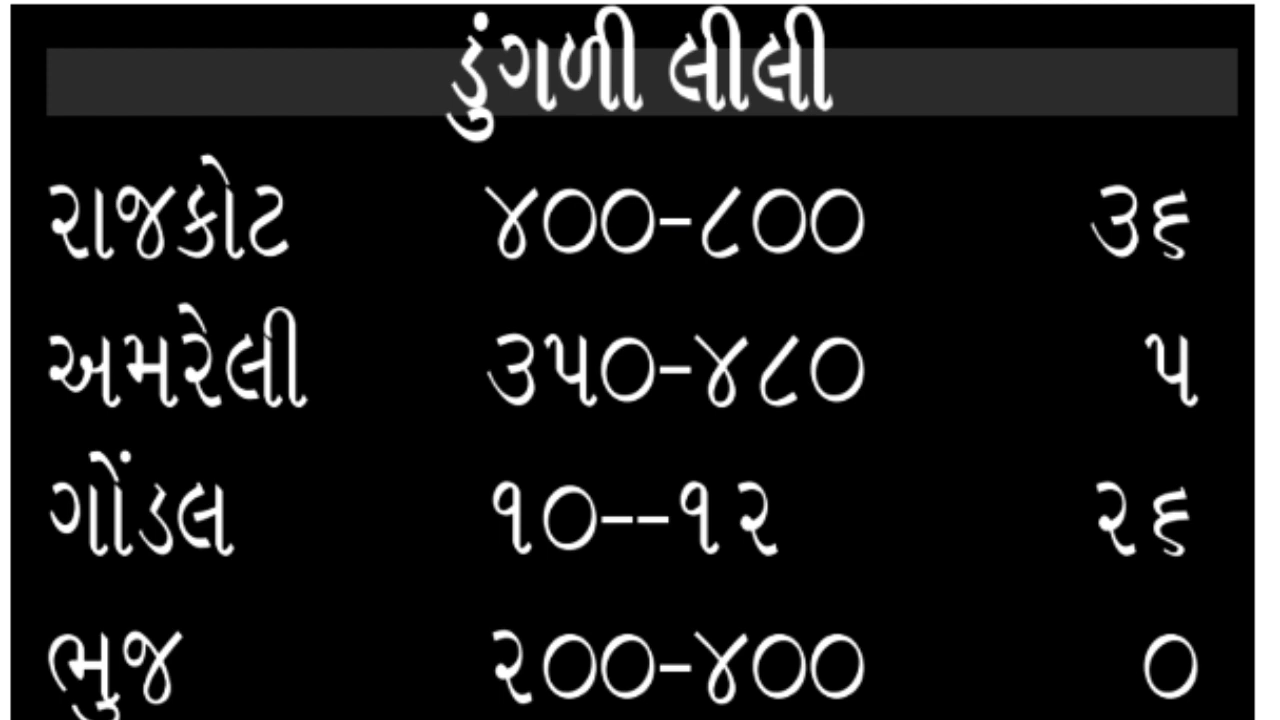 ડુંગળી લીલી
રાજકોટ ૪૦૦-૮૦૦ ૩૬
અમરેલી ૩૫૦-૪૮૦ ૫
ગોંડલ ૧૦--૧૨ ૨૬
ભુજ ૨૦૦-૪૦૦ ૦